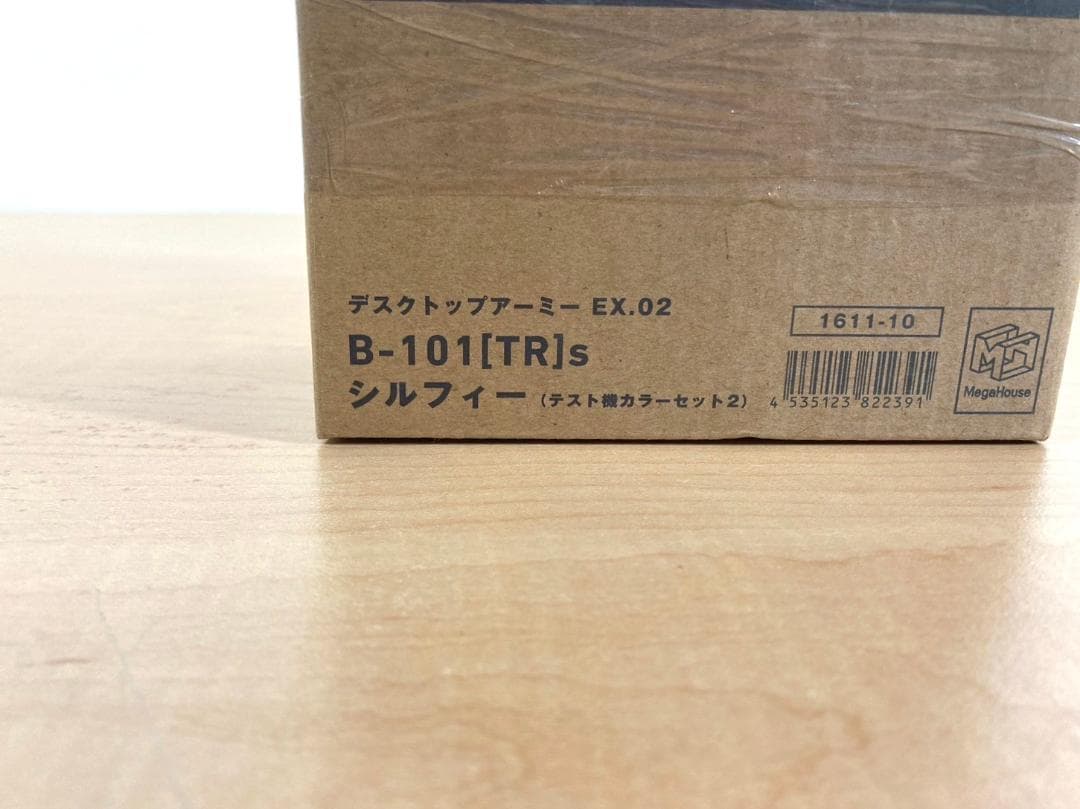 デスクトップアーミー EX.02
B-101[TR]s
シルフィー（テスト機カラーセット2）
1611-10
4 535123 822391
MegaHouse